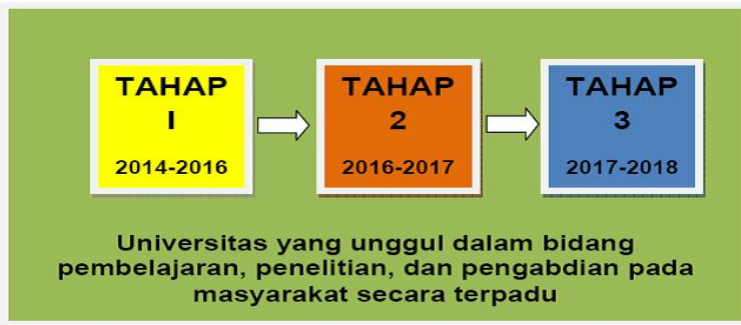 TAHAP
I
2014-2016
TAHAP
2
2016-2017
TAHAP
3
2017-2018
Universitas yang unggul dalam bidang
pembelajaran, penelitian, dan pengabdian pada
masyarakat secara terpadu